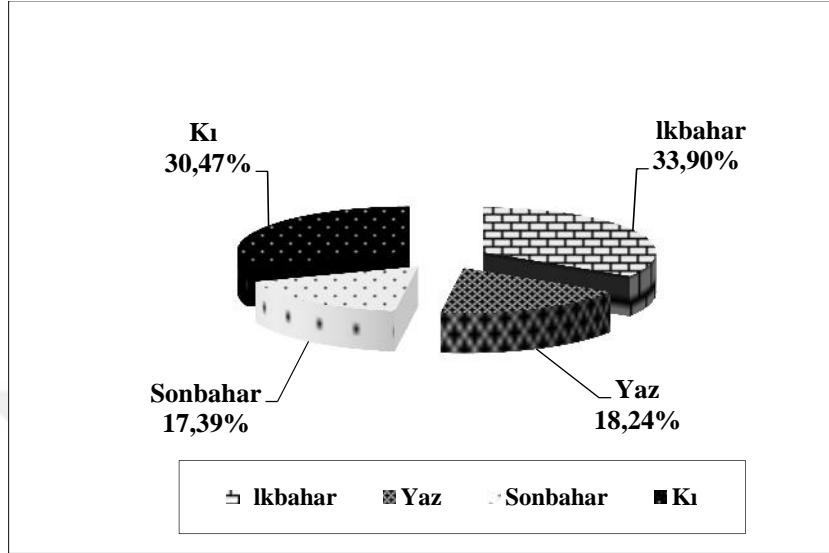 Kı
30,47%
lkbahar
33,90%
Sonbahar
17,39%
Yaz
18,24%
lkbahar Yaz Sonbahar Kı